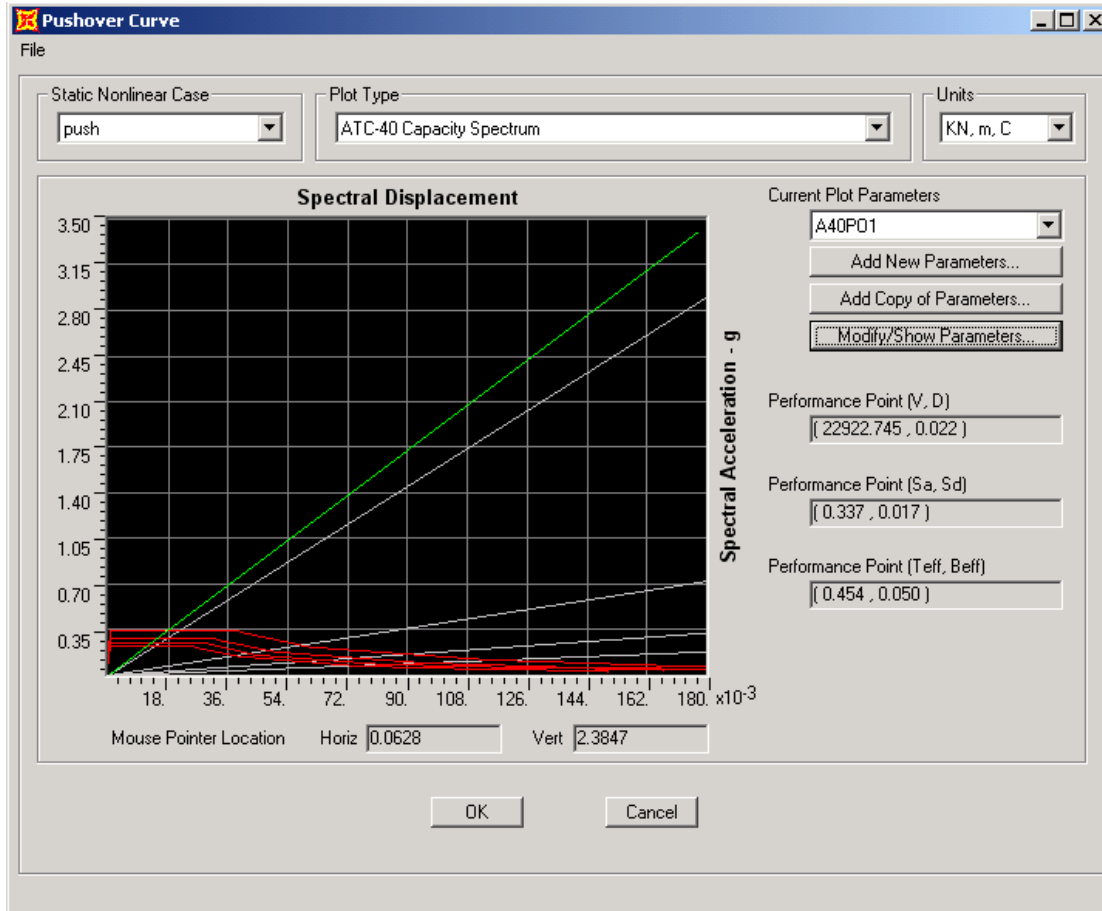 Pushover Curve
File
Static Nonlinear Case
push
Plot Type
ATC-40 Capacity Spectrum
Units
KN, m, C
Spectral Displacement
3.50
3.15
2.80
2.45
2.10
1.75
1.40
1.05
0.70
0.35
18. 36. 54. 72. 90. 108. 126. 144. 162. 180. x10-3
Spectral Acceleration - g
Mouse Pointer Location Horiz 0.0628 Vert 2.3847
Current Plot Parameters
A40PO1
Add New Parameters...
Add Copy of Parameters...
Modify/Show Parameters...
Performance Point (V, D)
( 22922.745 , 0.022 )
Performance Point (Sa, Sd)
( 0.337 , 0.017 )
Performance Point (Teff, Beff)
( 0.454 , 0.050 )
OK
Cancel